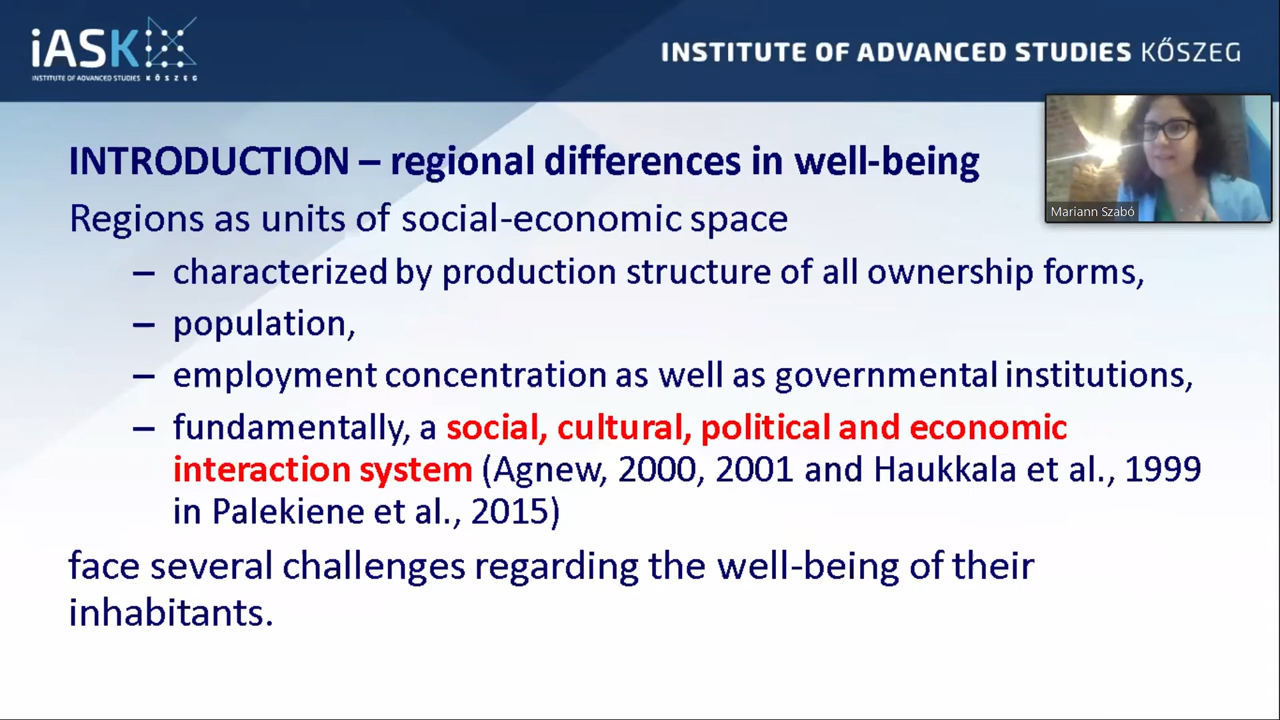 iASK
INSTITUTE OF ADVANCED STUDIES KŐSZEG
INSTITUTE OF ADVANCED STUDIES KŐSZEG
Mariann Szabó
INTRODUCTION – regional differences in well-being
Regions as units of social-economic space
– characterized by production structure of all ownership forms,
– population,
– employment concentration as well as governmental institutions,
– fundamentally, a social, cultural, political and economic
interaction system (Agnew, 2000, 2001 and Haukkala et al., 1999
in Palekiene et al., 2015)
face several challenges regarding the well-being of their
inhabitants.